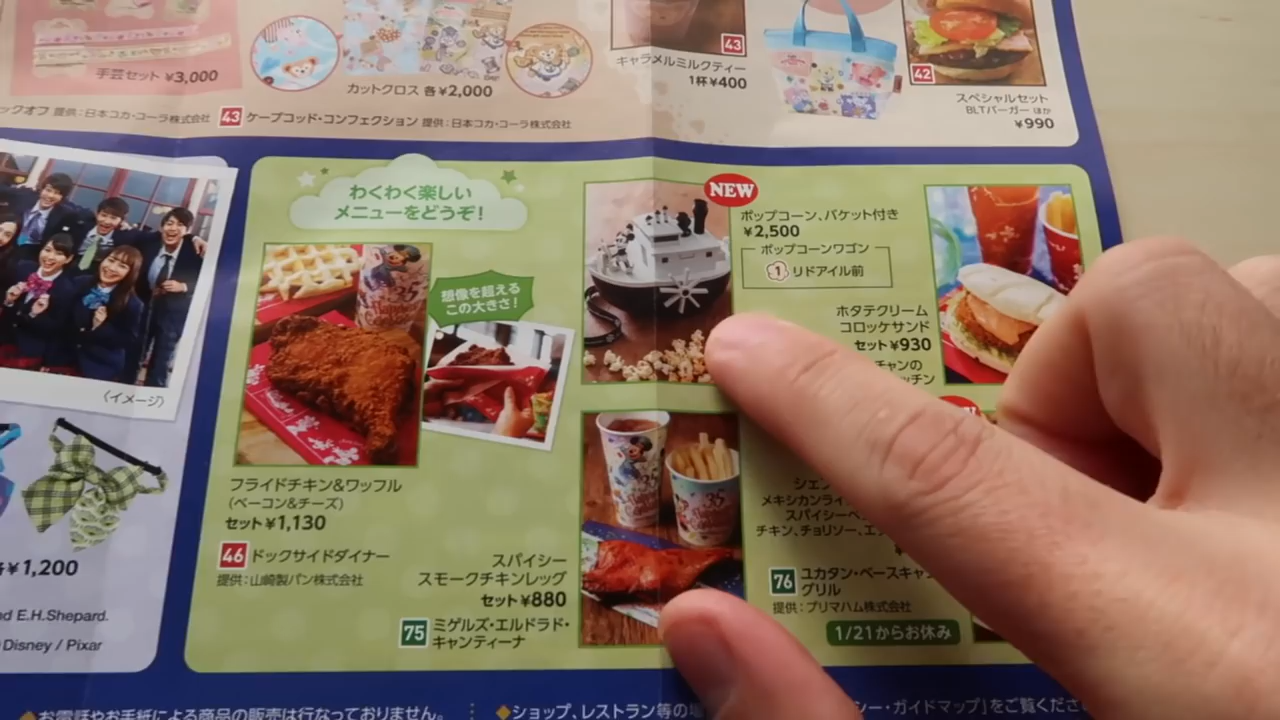 手芸セット ¥3,000
カットクロス 各¥2,000
43
キャラメルミルクティー
1杯¥400
42
スペシャルセット
BLTバーガー ほか
¥990
ックオフ 提供:日本コカ・コーラ株式会社
43 ケープコッド・コンフェクション 提供:日本コカ・コーラ株式会社
〈イメージ〉
¥1,200
nd E.H.Shepard.
Disney / Pixar
わくわく楽しい
メニューをどうぞ!
想像を超える
この大きさ!
フライドチキン&ワッフル
(ベーコン&チーズ)
セット¥1,130
46 ドックサイドダイナー
提供:山崎製パン株式会社
NEW
ポップコーン、バケット付き
¥2,500
ポップコーンワゴン
1 リドアイル前
ホタテクリーム
コロッケサンド
セット¥930
チャンの
ッチン
35
35
スパイシー
スモークチキンレッグ
セット¥880
75 ミゲルズ・エルドラド・
キャンティーナ
シェ
メキシカンライ
スパイシー
チキン、チョリソー、エ
76 ユカタン・ベースキャン
グリル
提供:プリマハム株式会社
1/21からお休み
◆お電話やお手紙による商品の販売は行なっておりません。
◆ショップ、レストラン等の
シー・ガイドマップ」をご覧くださ